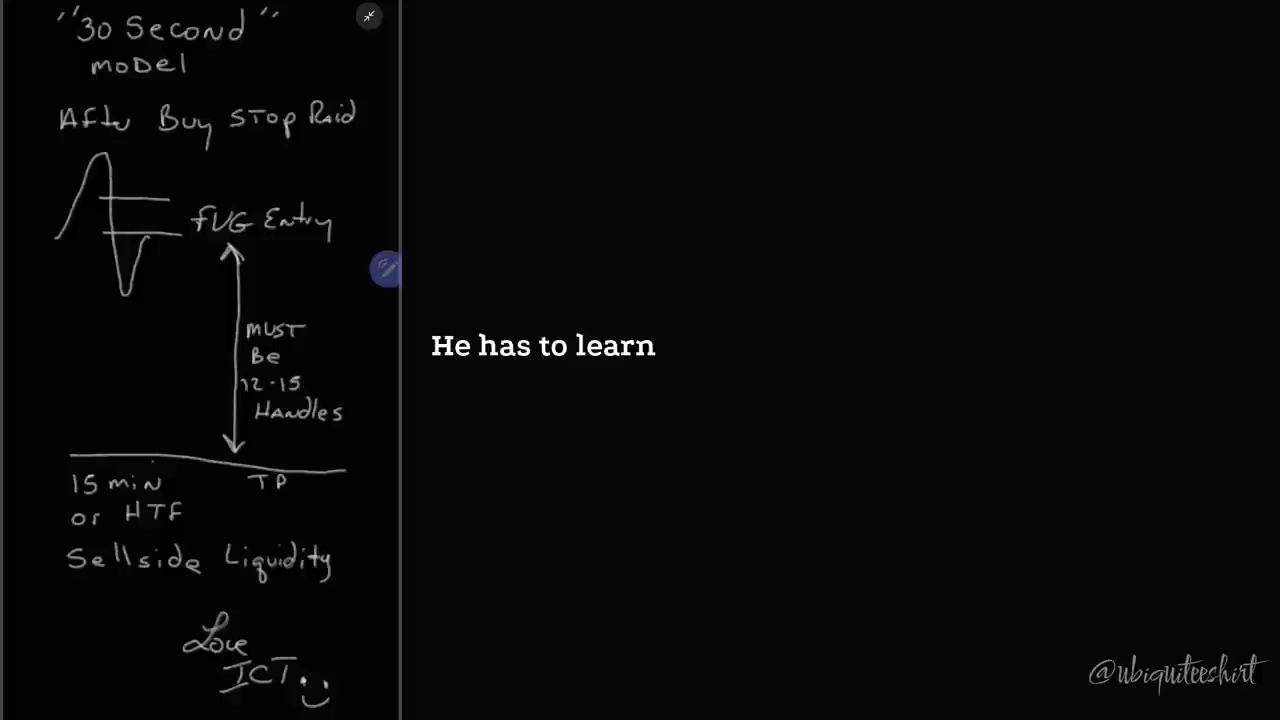 "30 Second"
model
After Buy Stop Raid
FVG Entry
MUST
Be
12-15
HANDles
15 min
TP
or HTF
Sellside Liquidity
Love
ICT
He has to learn
@ubiquiteeshirt